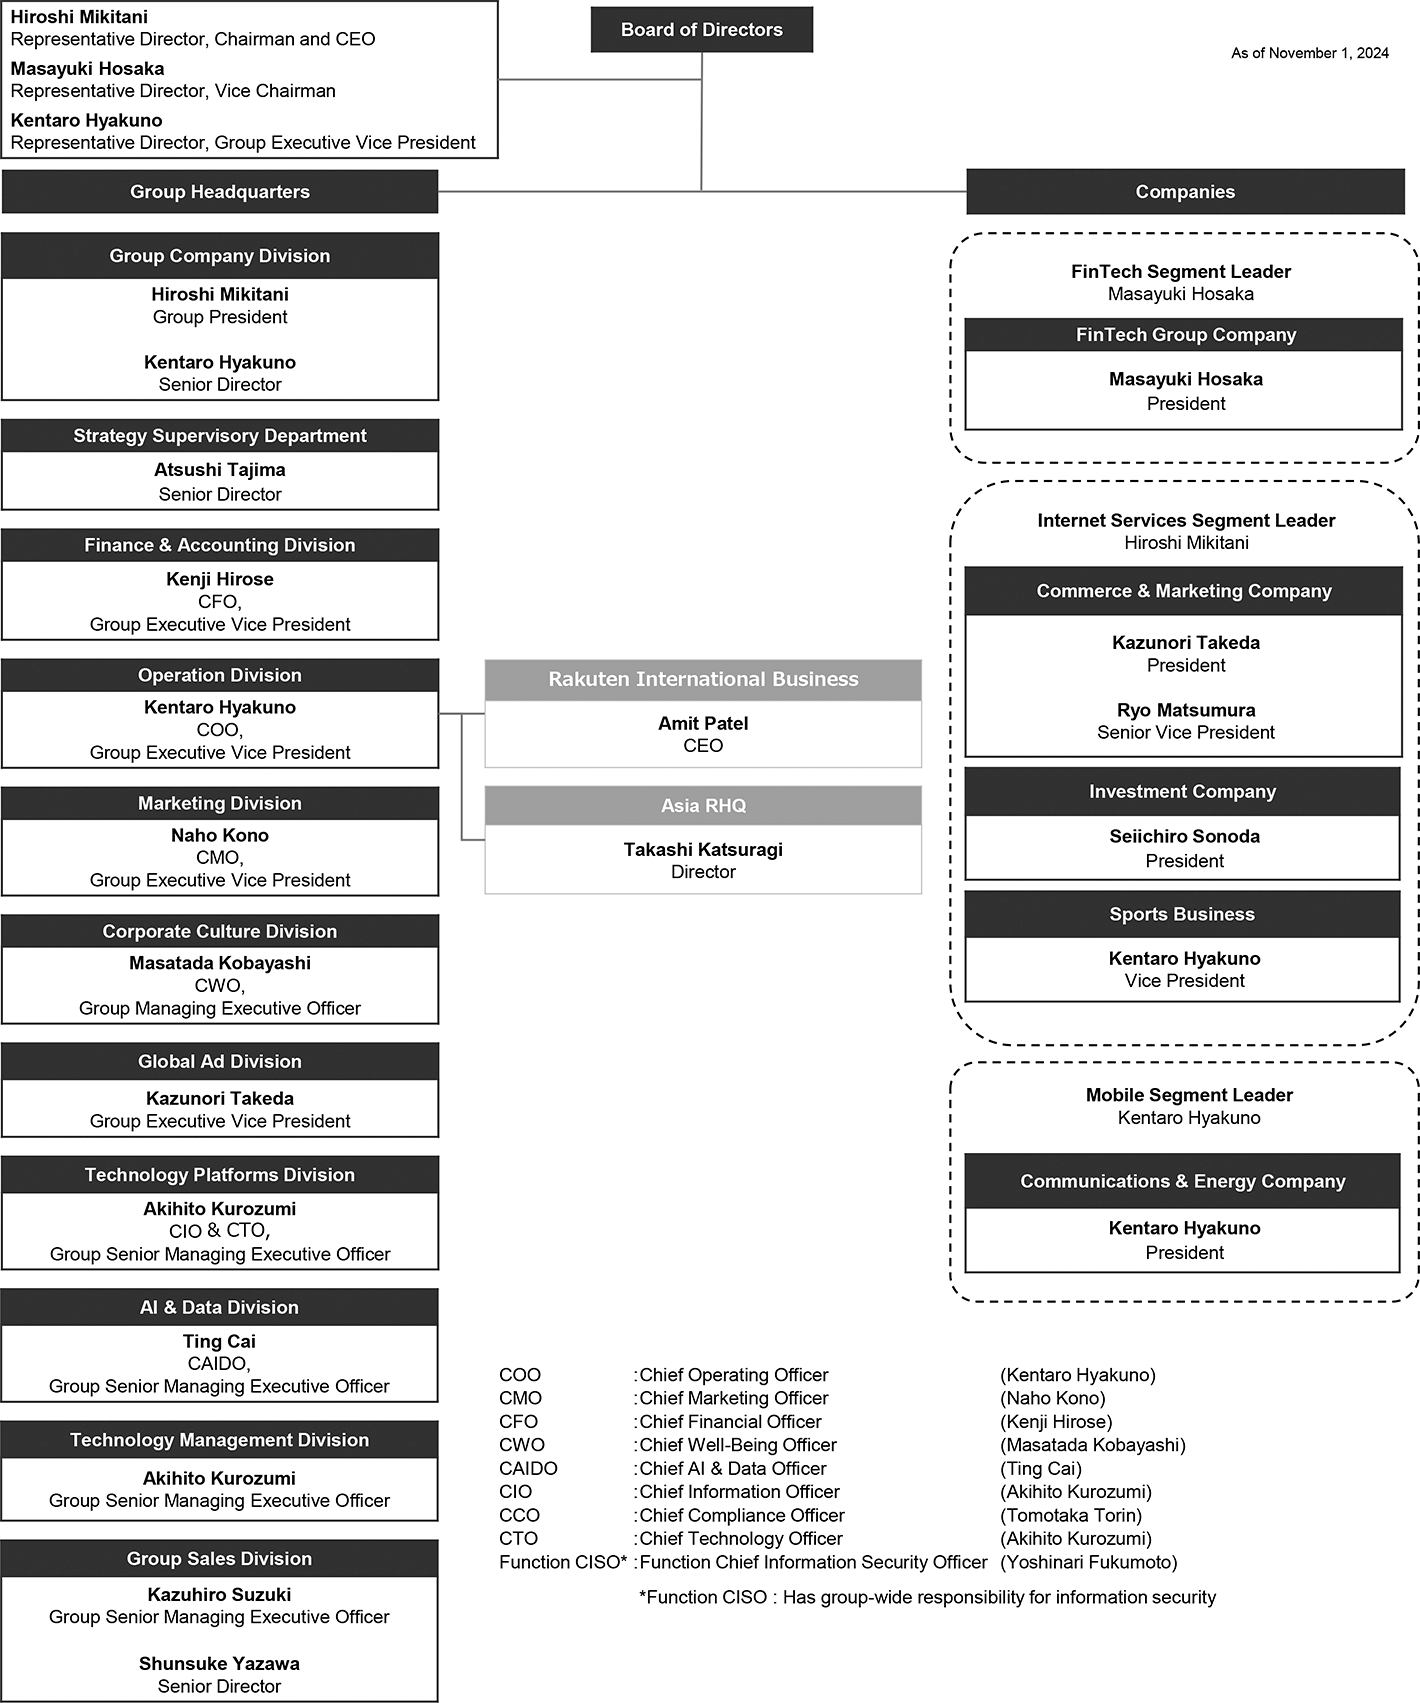 Hiroshi Mikitani
Representative Director, Chairman and CEO
Masayuki Hosaka
Representative Director, Vice Chairman
Kentaro Hyakuno
Representative Director, Group Executive Vice President
Board of Directors
As of November 1, 2024
Group Headquarters
Group Company Division
Hiroshi Mikitani
Group President
Kentaro Hyakuno
Senior Director
Strategy Supervisory Department
Atsushi Tajima
Senior Director
Finance & Accounting Division
Kenji Hirose
CFO,
Group Executive Vice President
Operation Division
Kentaro Hyakuno
COO,
Group Executive Vice President
Rakuten International Business
Amit Patel
CEO
Asia RHQ
Takashi Katsuragi
Director
Marketing Division
Naho Kono
CMO,
Group Executive Vice President
Corporate Culture Division
Masatada Kobayashi
CWO,
Group Managing Executive Officer
Global Ad Division
Kazunori Takeda
Group Executive Vice President
Technology Platforms Division
Akihito Kurozumi
CIO & CTO,
Group Senior Managing Executive Officer
AI & Data Division
Ting Cai
CAIDO,
Group Senior Managing Executive Officer
Technology Management Division
Akihito Kurozumi
Group Senior Managing Executive Officer
Group Sales Division
Kazuhiro Suzuki
Group Senior Managing Executive Officer
Shunsuke Yazawa
Senior Director
Companies
FinTech Segment Leader
Masayuki Hosaka
FinTech Group Company
Masayuki Hosaka
President
Internet Services Segment Leader
Hiroshi Mikitani
Commerce & Marketing Company
Kazunori Takeda
President
Ryo Matsumura
Senior Vice President
Investment Company
Seiichiro Sonoda
President
Sports Business
Kentaro Hyakuno
Vice President
Mobile Segment Leader
Kentaro Hyakuno
Communications & Energy Company
Kentaro Hyakuno
President
COO :Chief Operating Officer (Kentaro Hyakuno)
CMO :Chief Marketing Officer (Naho Kono)
CFO :Chief Financial Officer (Kenji Hirose)
CWO :Chief Well-Being Officer (Masatada Kobayashi)
CAIDO :Chief AI & Data Officer (Ting Cai)
CIO :Chief Information Officer (Akihito Kurozumi)
CCO :Chief Compliance Officer (Tomotaka Torin)
CTO :Chief Technology Officer (Akihito Kurozumi)
Function CISO* :Function Chief Information Security Officer (Yoshinari Fukumoto)
*Function CISO : Has group-wide responsibility for information security